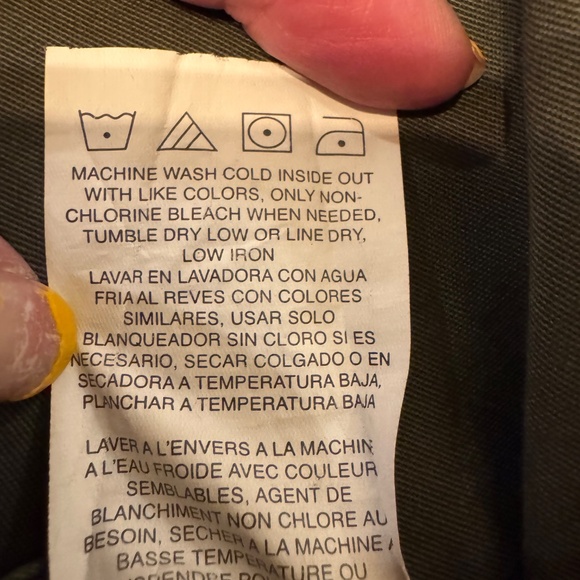 MACHINE WASH COLD INSIDE OUT
WITH LIKE COLORS, ONLY NON-
CHLORINE BLEACH WHEN NEEDED,
TUMBLE DRY LOW OR LINE DRY,
LOW IRON
LAVAR EN LAVADORA CON AGUA
FRIA AL REVES CON COLORES
SIMILARES, USAR SOLO
BLANQUEADOR SIN CLORO SI ES
NECESARIO, SECAR COLGADO O EN
SECADORA A TEMPERATURA BAJA,
PLANCHAR A TEMPERATURA BAJA
LAVER A L'ENVERS A LA MACHIN
A L'EAU FROIDE AVEC COULEUR
SEMBLABLES, AGENT DE
BLANCHIMENT NON CHLORE AU
BESOIN, SECHER A LA MACHINE
BASSE TEMPERATURE OU